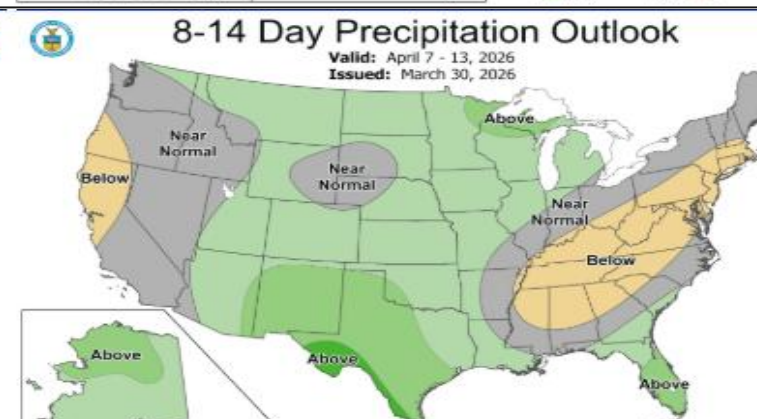 8-14 Day Precipitation Outlook
Valid: April 7 - 13, 2026
Issued: March 30, 2026
Above
Near
Normal
Near
Normal
Below
Near
Normal
Below
Above
Above
Above